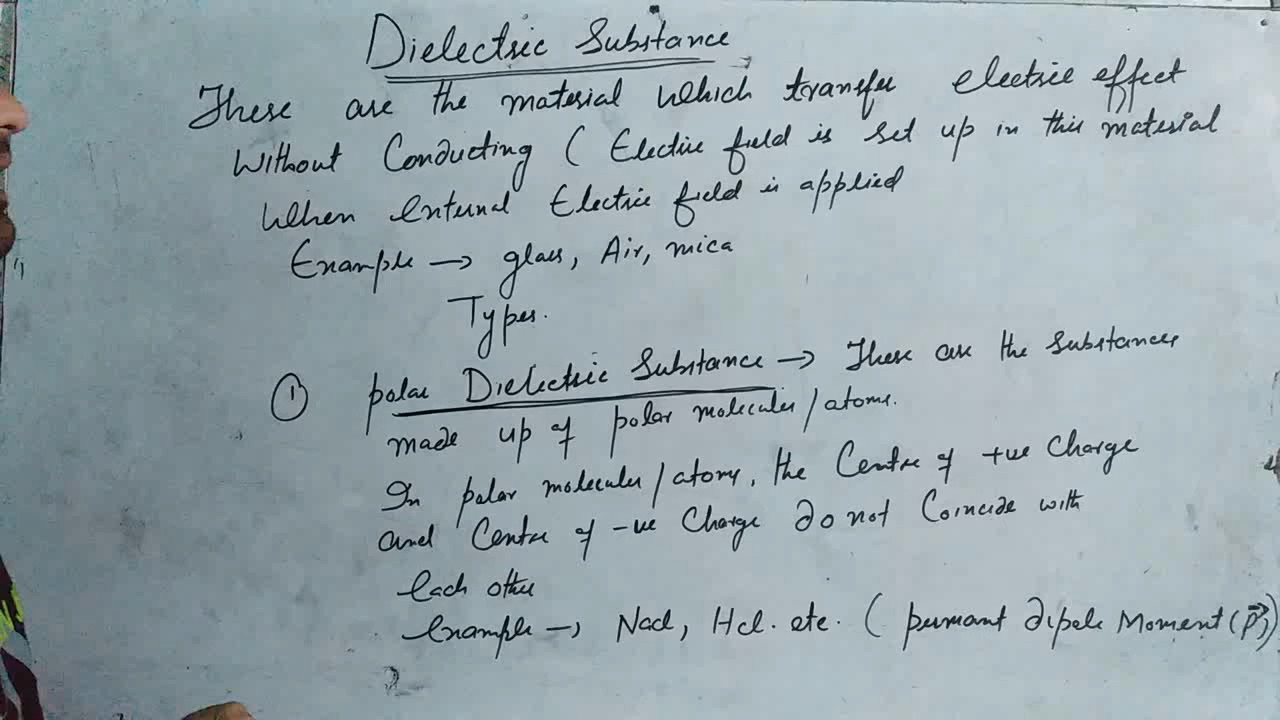 Dielectric Substance
These are the material which transfer electric effect
without Conducting ( Electric field is set up in this material
when external Electric field is applied
Example → glass, Air, mica
Types.
① polar Dielectric Substance → These are the substances
made up of polar molecules/atoms.
In polar molecules/atoms, the Centre of +ve Charge
and Centre of -ve Charge do not Coincide with
each other
example → Nacl, Hcl. etc. ( permant dipole Moment (p⃗)